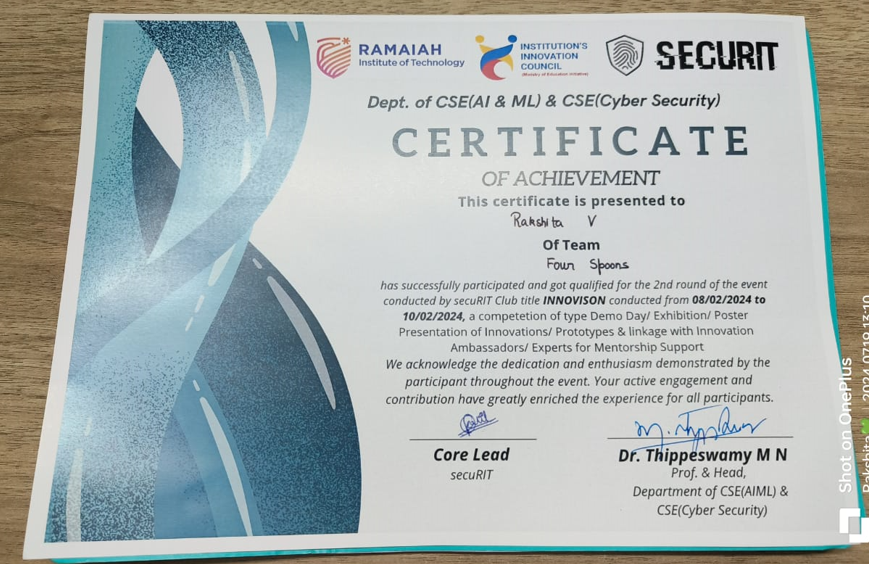 RAMAIAH
Institute of Technology
INSTITUTION'S
INNOVATION
COUNCIL
(Ministry of Education Initiative)
SECURIT
Dept. of CSE(AI & ML) & CSE(Cyber Security)
CERTIFICATE
OF ACHIEVEMENT
This certificate is presented to
Rakshita V
Of Team
Four Spoons
has successfully participated and got qualified for the 2nd round of the event
conducted by secuRIT Club title INNOVISON conducted from 08/02/2024 to
10/02/2024, a competetion of type Demo Day/ Exhibition/ Poster
Presentation of Innovations/ Prototypes & linkage with Innovation
Ambassadors/ Experts for Mentorship Support
We acknowledge the dedication and enthusiasm demonstrated by the
participant throughout the event. Your active engagement and
contribution have greatly enriched the experience for all participants.
Core Lead
secuRIT
M. Thippeswamy
Dr. Thippeswamy M N
Prof. & Head,
Department of CSE(AIML) &
CSE(Cyber Security)
Shot on OnePlus
Rakshita🍀 2024.07.19 13:10